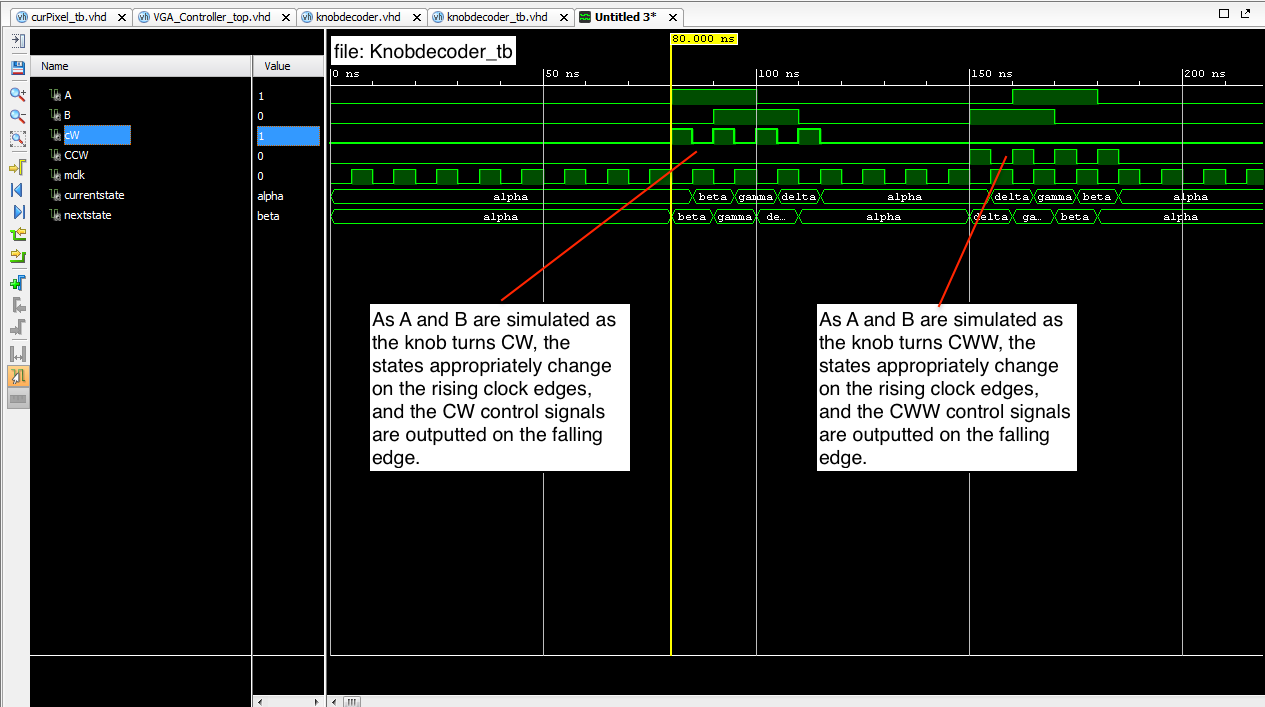 curPixel_tb.vhd VGA_Controller_top.vhd knobdecoder.vhd knobdecoder_tb.vhd Untitled 3*
file: Knobdecoder_tb
80.000 ns
Name Value
0 ns 50 ns 100 ns 150 ns 200 ns
A 1
B 0
cW 1
CCW 0
mclk 0
currentstate alpha alpha beta gamma delta alpha delta gamma beta alpha
nextstate beta alpha beta gamma de... alpha delta ga... beta alpha
As A and B are simulated as
the knob turns CW, the
states appropriately change
on the rising clock edges,
and the CW control signals
are outputted on the falling
edge.
As A and B are simulated as
the knob turns CWW, the
states appropriately change
on the rising clock edges,
and the CWW control signals
are outputted on the falling
edge.